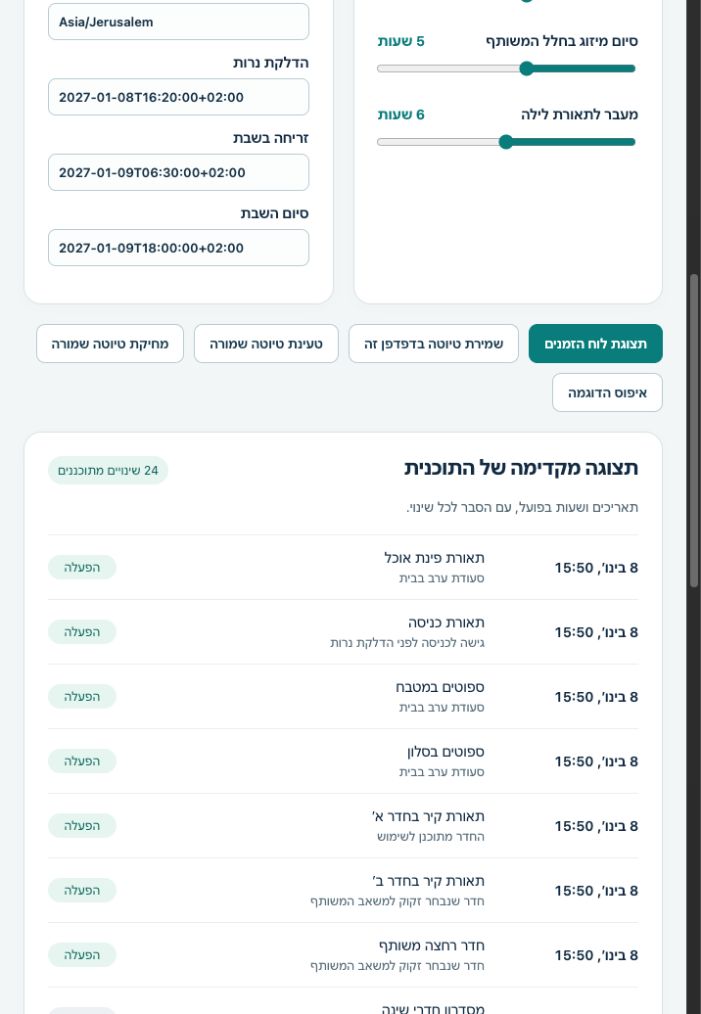 סיום מיזוג בחלל המשותף 5 שעות
מעבר לתאורת לילה 6 שעות
Asia/Jerusalem
הדלקת נרות
2027-01-08T16:20:00+02:00
זריחה בשבת
2027-01-09T06:30:00+02:00
סיום השבת
2027-01-09T18:00:00+02:00
תצוגת לוח הזמנים
שמירת טיוטה בדפדפן זה
טעינת טיוטה שמורה
מחיקת טיוטה שמורה
איפוס הדוגמה
תצוגה מקדימה של התוכנית
24 שינויים מתוכננים
תאריכים ושעות בפועל, עם הסבר לכל שינוי.
8 בינו׳, 15:50 תאורת פינת אוכל הפעלה
סעודת ערב בבית
8 בינו׳, 15:50 תאורת כניסה הפעלה
גישה לכניסה לפני הדלקת נרות
8 בינו׳, 15:50 ספוטים במטבח הפעלה
סעודת ערב בבית
8 בינו׳, 15:50 ספוטים בסלון הפעלה
סעודת ערב בבית
8 בינו׳, 15:50 תאורת קיר בחדר א׳ הפעלה
החדר מתוכנן לשימוש
8 בינו׳, 15:50 תאורת קיר בחדר ב׳ הפעלה
חדר שנבחר זקוק למשאב המשותף
8 בינו׳, 15:50 חדר רחצה משותף הפעלה
חדר שנבחר זקוק למשאב המשותף
מסדרון חדרי שינה